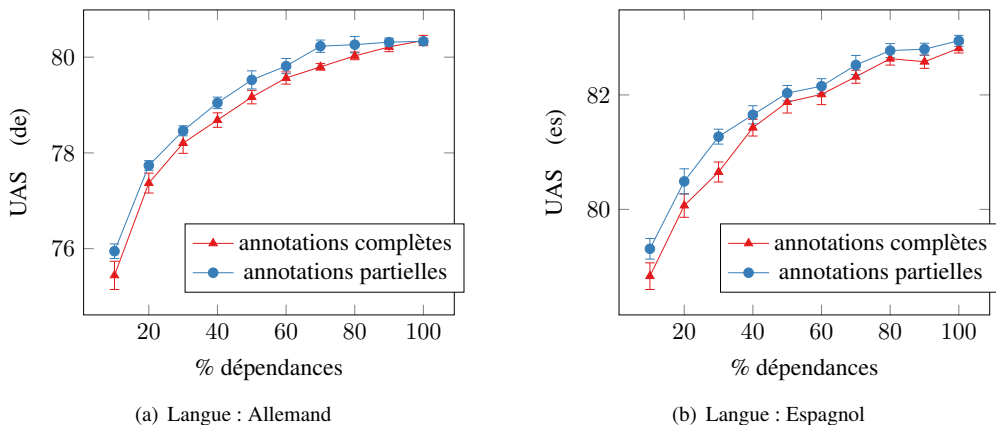 80
78
76
UAS (de)
annotations complètes
annotations partielles
20 40 60 80 100
% dépendances
(a) Langue : Allemand
82
80
UAS (es)
annotations complètes
annotations partielles
20 40 60 80 100
% dépendances
(b) Langue : Espagnol